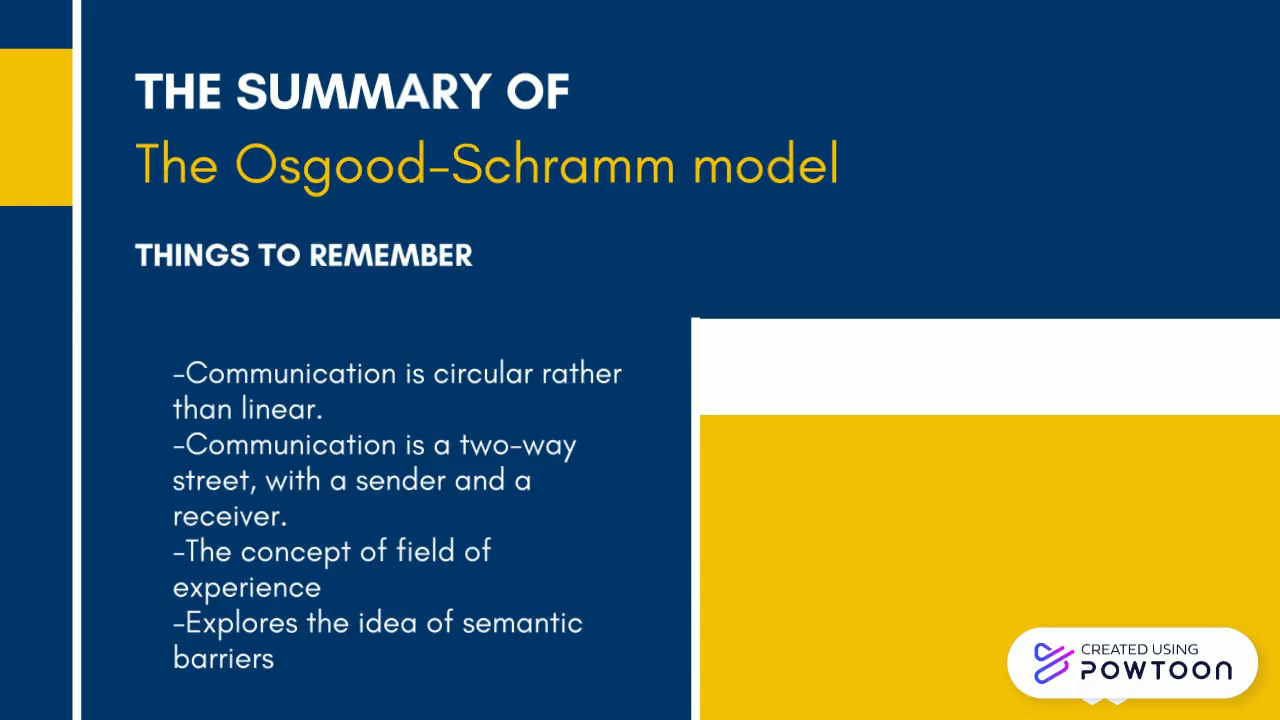 THE SUMMARY OF
The Osgood-Schramm model
THINGS TO REMEMBER
-Communication is circular rather
than linear.
-Communication is a two-way
street, with a sender and a
receiver.
-The concept of field of
experience
-Explores the idea of semantic
barriers
CREATED USING
POWTOON